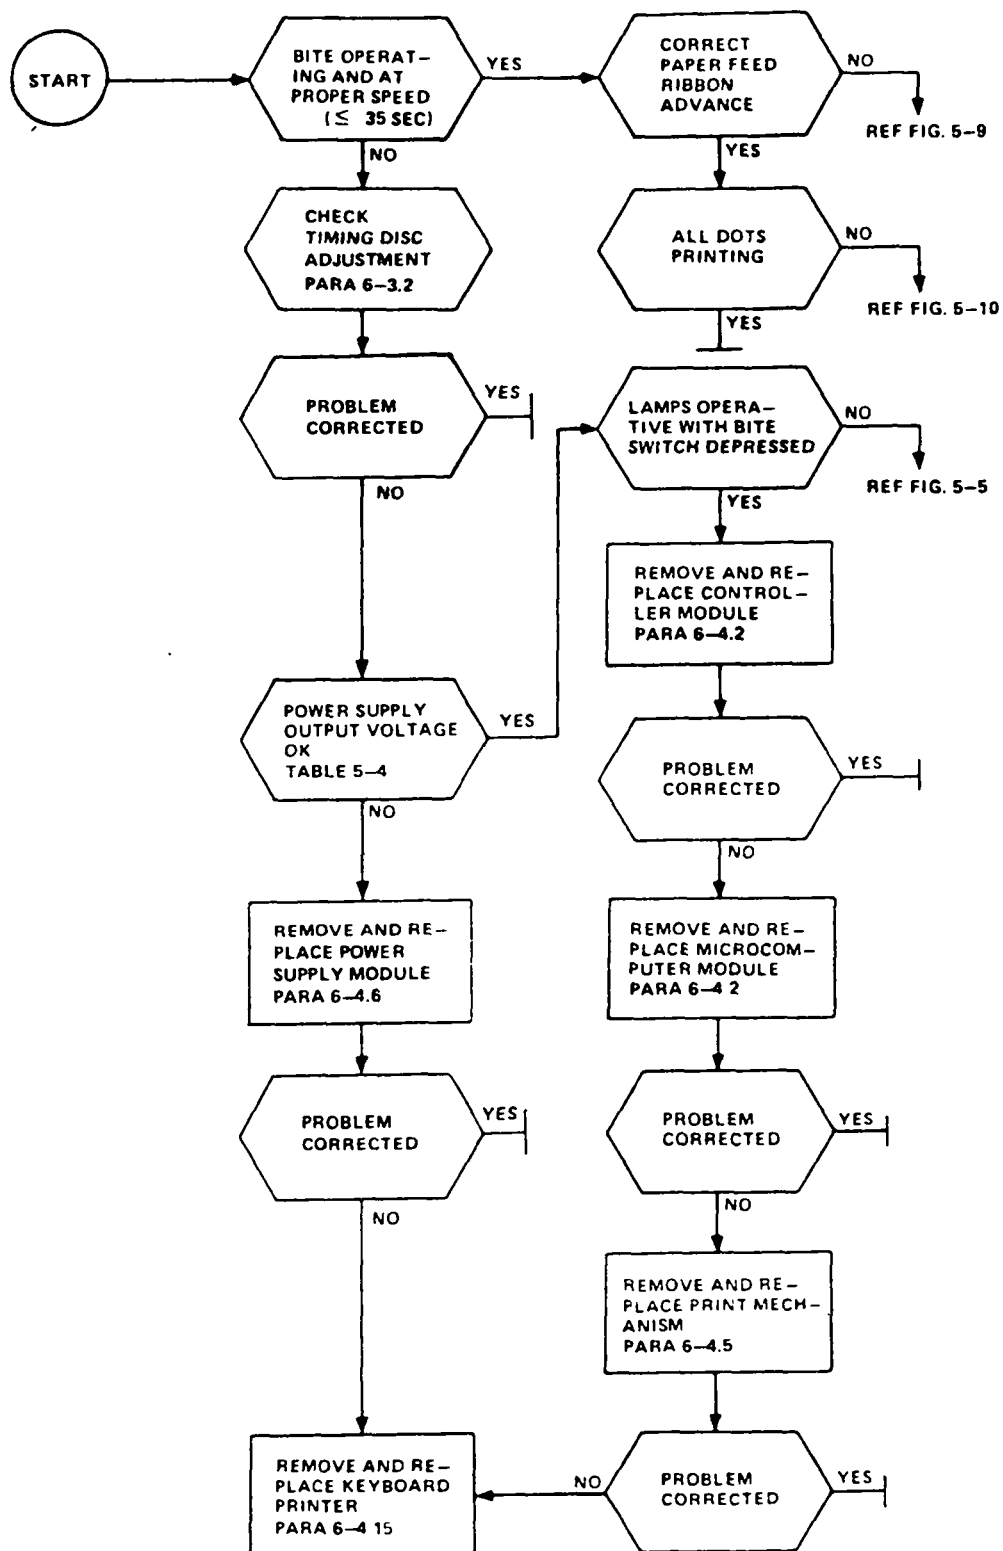 START
BITE OPERAT-
ING AND AT
PROPER SPEED
(≤ 35 SEC)
YES
NO
CORRECT
PAPER FEED
RIBBON
ADVANCE
NO
REF FIG. 5-9
YES
CHECK
TIMING DISC
ADJUSTMENT
PARA 6-3.2
ALL DOTS
PRINTING
NO
REF FIG. 5-10
YES
PROBLEM
CORRECTED
YES
NO
LAMPS OPERA-
TIVE WITH BITE
SWITCH DEPRESSED
NO
REF FIG. 5-5
YES
REMOVE AND RE-
PLACE CONTROL-
LER MODULE
PARA 6-4.2
POWER SUPPLY
OUTPUT VOLTAGE
OK
TABLE 5-4
YES
NO
PROBLEM
CORRECTED
YES
NO
REMOVE AND RE-
PLACE POWER
SUPPLY MODULE
PARA 6-4.6
REMOVE AND RE-
PLACE MICROCOM-
PUTER MODULE
PARA 6-4 2
PROBLEM
CORRECTED
YES
NO
PROBLEM
CORRECTED
YES
NO
REMOVE AND RE-
PLACE PRINT MECH-
ANISM
PARA 6-4.5
REMOVE AND RE-
PLACE KEYBOARD
PRINTER
PARA 6-4 15
NO
PROBLEM
CORRECTED
YES